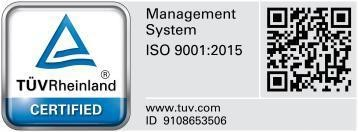 TÜVRheinland
CERTIFIED
Management
System
ISO 9001:2015
www.tuv.com
ID 9108653506